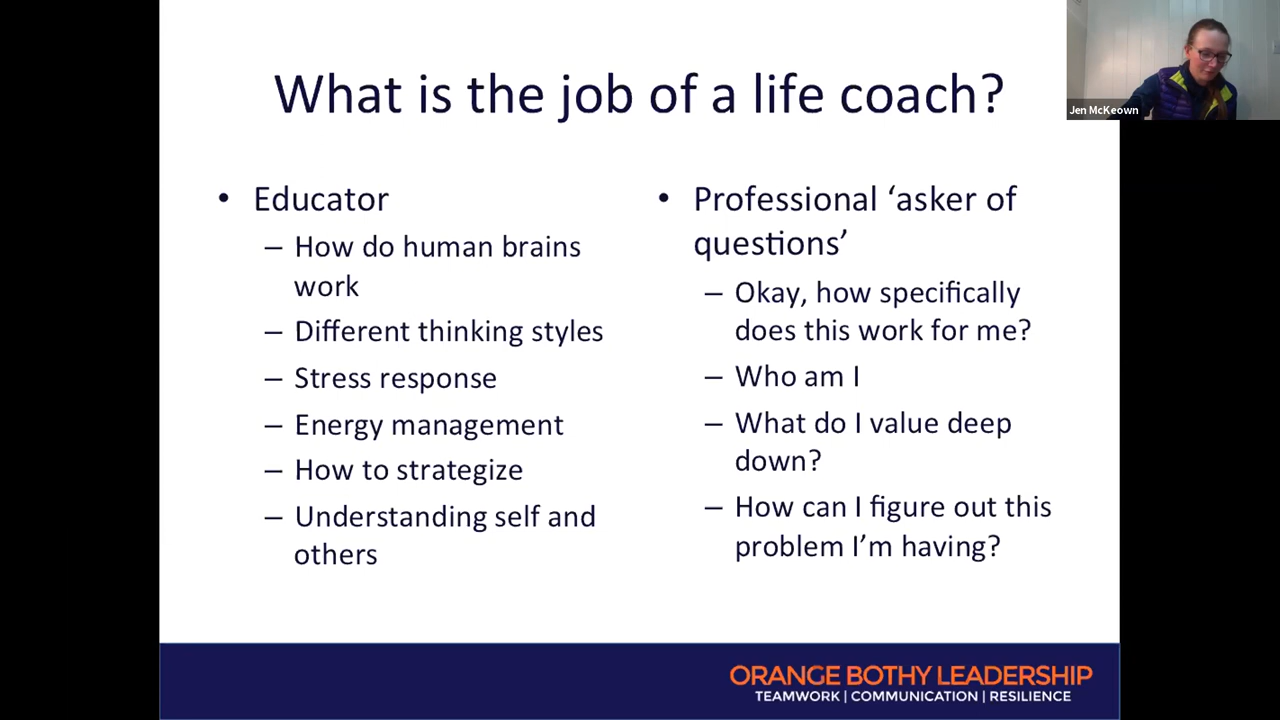 What is the job of a life coach?
Jen McKeown
• Educator
– How do human brains
work
– Different thinking styles
– Stress response
– Energy management
– How to strategize
– Understanding self and
others
• Professional ‘asker of
questions’
– Okay, how specifically
does this work for me?
– Who am I
– What do I value deep
down?
– How can I figure out this
problem I’m having?
ORANGE BOTHY LEADERSHIP
TEAMWORK | COMMUNICATION | RESILIENCE